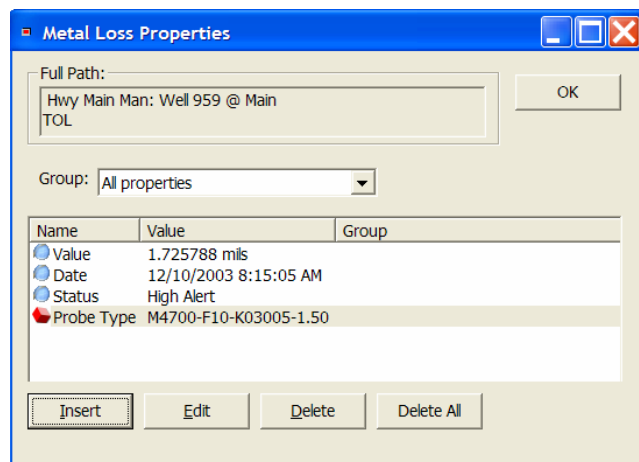 Metal Loss Properties
Full Path:
Hwy Main Man: Well 959 @ Main
TOL
OK
Group: All properties
Name Value Group
Value 1.725788 mils
Date 12/10/2003 8:15:05 AM
Status High Alert
Probe Type M4700-F10-K03005-1.50
Insert Edit Delete Delete All